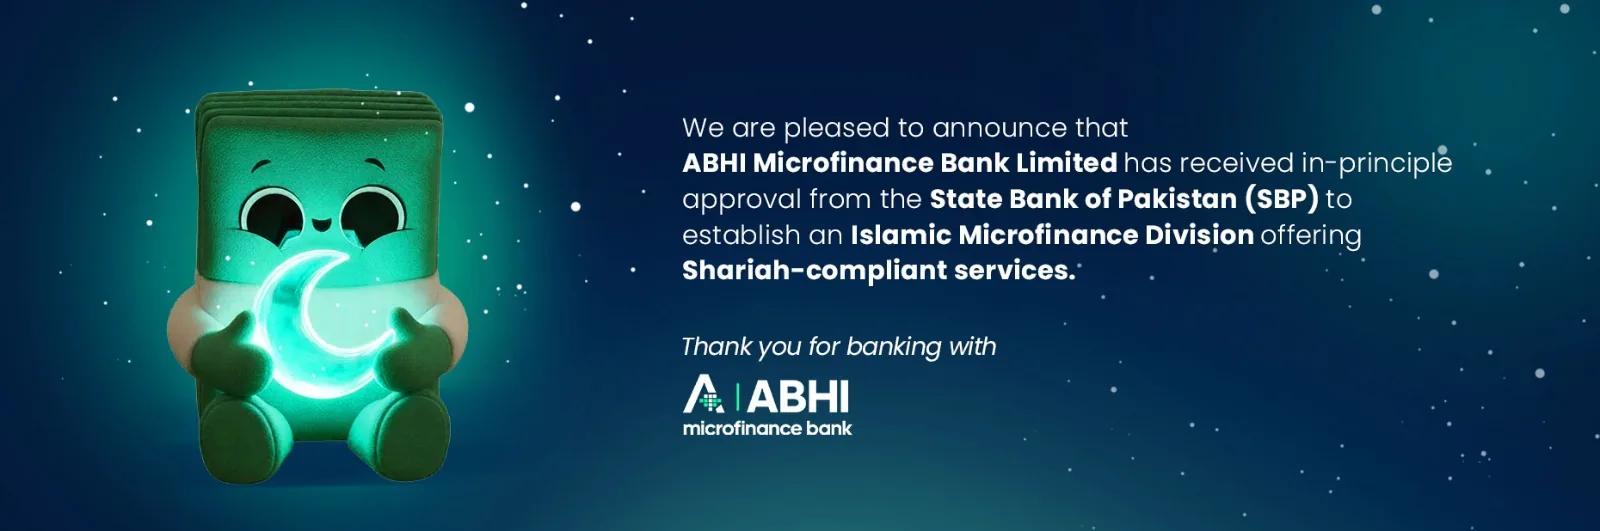 We are pleased to announce that
ABHI Microfinance Bank Limited has received in-principle
approval from the State Bank of Pakistan (SBP) to
establish an Islamic Microfinance Division offering
Shariah-compliant services.
Thank you for banking with
ABHI
microfinance bank